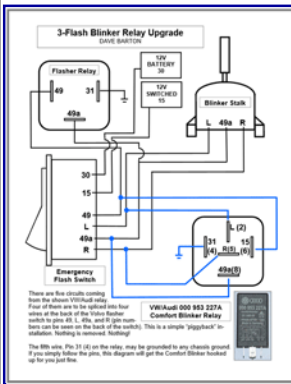 3-Flash Blinker Relay Upgrade
DAVE BARTON
Flasher Relay
49
31
49a
12V
BATTERY
30
12V
SWITCHED
15
Blinker Stalk
L
49a
R
30
15
49
L
49a
R
Emergency
Flash Switch
L (2)
31
(4)
R(5)
15
(6)
49a(8)
VW/Audi 000 953 227A
Comfort Blinker Relay
There are five circuits coming
from the shown VW/Audi relay.
Four of them are to be spliced into four
wires at the back of the Volvo flasher
switch to pins 49, L, 49a, and R (pin num-
bers can be seen on the back of the switch). This is a simple "piggyback" in-
stallation. Nothing is removed. Nothing!
The fifth wire, Pin 31 (4) on the relay, may be grounded to any chassis ground.
If you simply follow the pins, this diagram will get the Comfort Blinker hooked
up for you just fine.